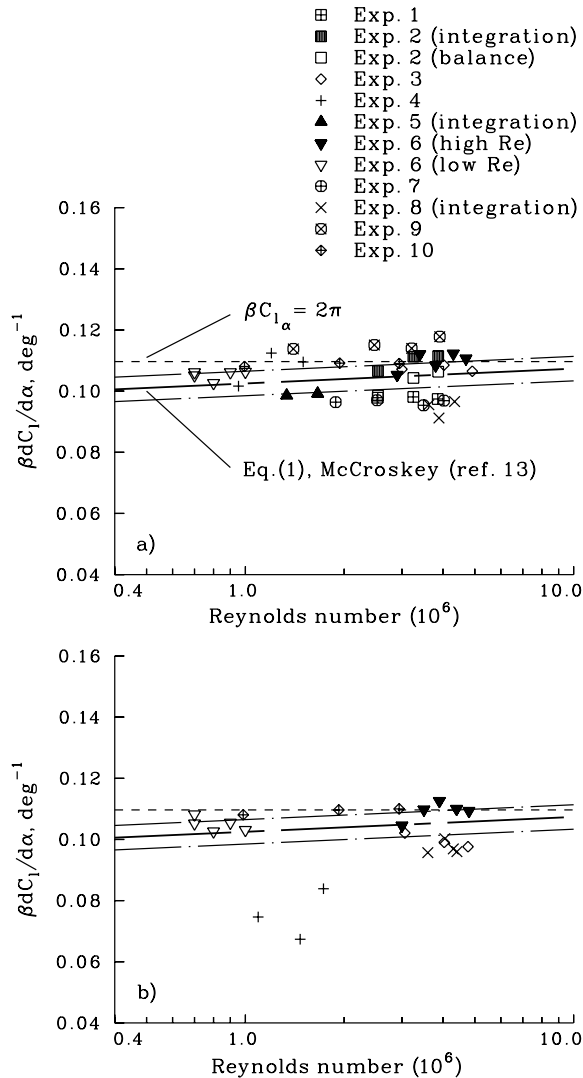 Exp. 1
Exp. 2 (integration)
Exp. 2 (balance)
Exp. 3
Exp. 4
Exp. 5 (integration)
Exp. 6 (high Re)
Exp. 6 (low Re)
Exp. 7
Exp. 8 (integration)
Exp. 9
Exp. 10
0.16
0.14
0.12
0.10
0.08
0.06
0.04
βdCl/dα, deg⁻¹
βClα = 2π
Eq.(1), McCroskey (ref. 13)
a)
0.4
1.0
10.0
Reynolds number (10⁶)
0.16
0.14
0.12
0.10
0.08
0.06
0.04
βdCl/dα, deg⁻¹
b)
0.4
1.0
10.0
Reynolds number (10⁶)